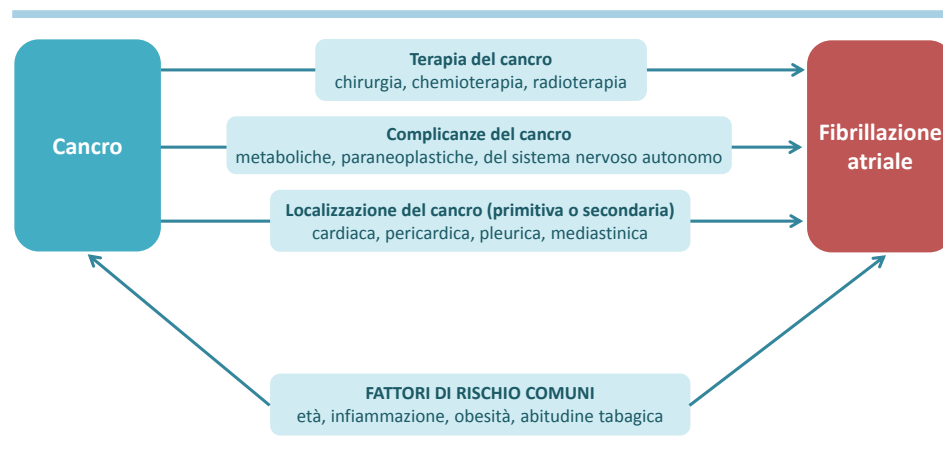 Terapia del cancro
chirurgia, chemioterapia, radioterapia
Cancro
Complicanze del cancro
metaboliche, paraneoplastiche, del sistema nervoso autonomo
Fibrillazione
atriale
Localizzazione del cancro (primitiva o secondaria)
cardiaca, pericardica, pleurica, mediastinica
FATTORI DI RISCHIO COMUNI
età, infiammazione, obesità, abitudine tabagica